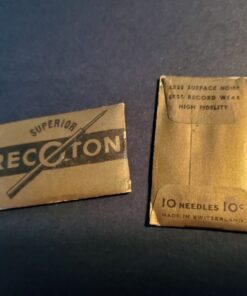 SUPERIOR
RECOTON
LESS SURFACE NOISE
LESS RECORD WEAR
HIGH FIDELITY
10 NEEDLES 10¢
MADE IN SWITZERLAND